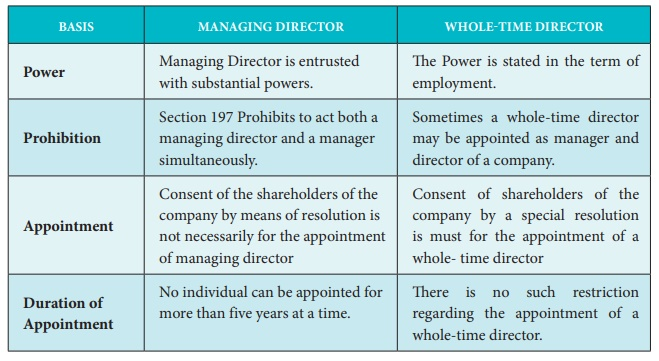 BASIS
MANAGING DIRECTOR
WHOLE-TIME DIRECTOR
Power
Managing Director is entrusted
with substantial powers.
The Power is stated in the term of
employment.
Prohibition
Section 197 Prohibits to act both a
managing director and a manager
simultaneously.
Sometimes a whole-time director
may be appointed as manager and
director of a company.
Appointment
Consent of the shareholders of the
company by means of resolution is
not necessarily for the appointment
of managing director
Consent of shareholders of the
company by a special resolution
is must for the appointment of a
whole- time director
Duration of
Appointment
No individual can be appointed for
more than five years at a time.
There is no such restriction
regarding the appointment of a
whole-time director.